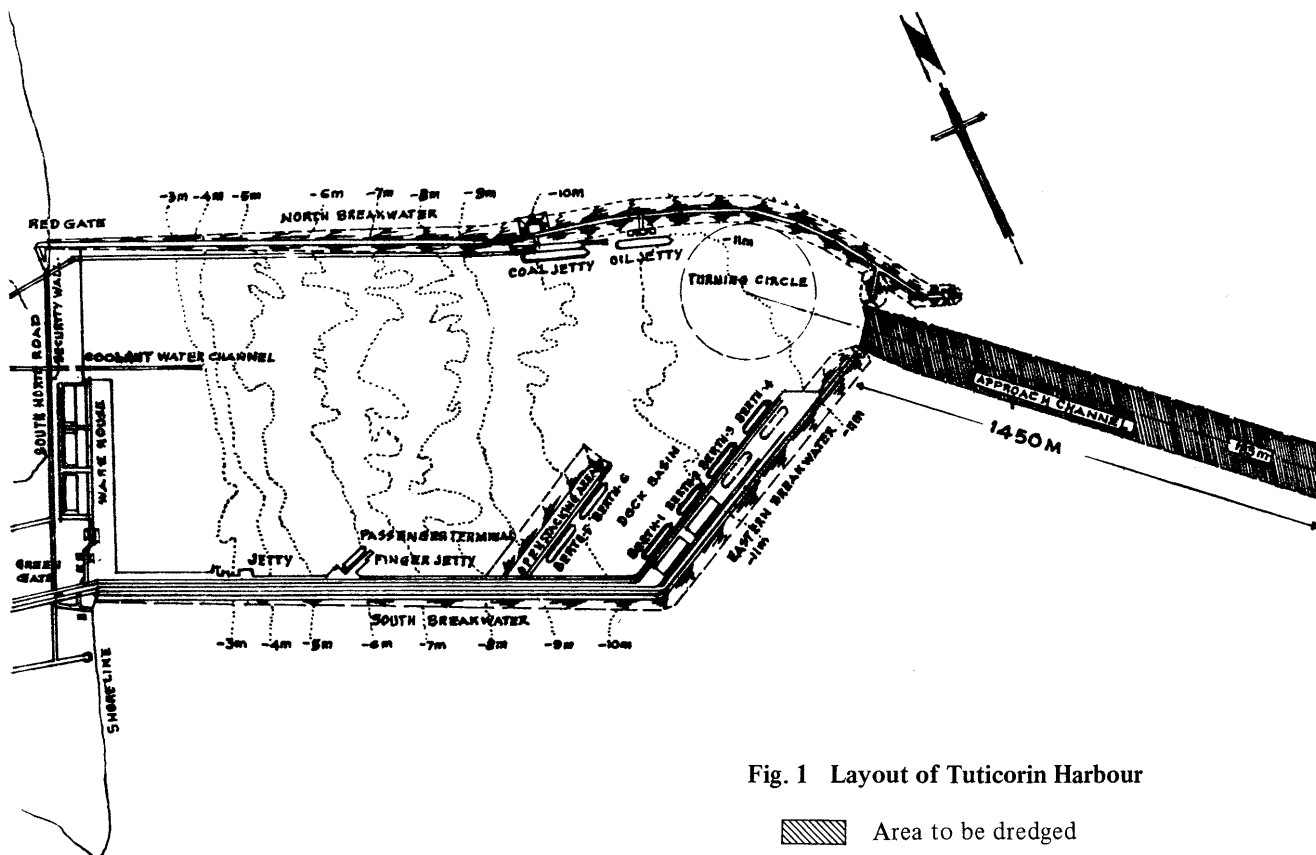 -3m -4m -5m -6m -7m -8m -9m -10m
NORTH BREAKWATER
RED GATE
COAL JETTY
OIL JETTY
-11m
TURNING CIRCLE
SECURITY WALL
SOUTH NORTH ROAD
COOLANT WATER CHANNEL
WARE HOUSE
APPROACH CHANNEL
1450 M
BERTH-1 BERTH-2 BERTH-3 BERTH-4
DOCK BASIN
EASTERN BREAKWATER
-11m
OPEN STACKING AREA
BERTH-5 BERTH-6
PASSENGER TERMINAL
JETTY
FINGER JETTY
GREEN GATE
SOUTH BREAKWATER
-3m -4m -5m -6m -7m -8m -9m -10m
SHORELINE
Fig. 1 Layout of Tuticorin Harbour
Area to be dredged